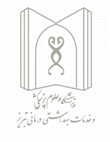 دانشگاه علوم پزشکی
و خدمات بهداشتی درمانی تبریز